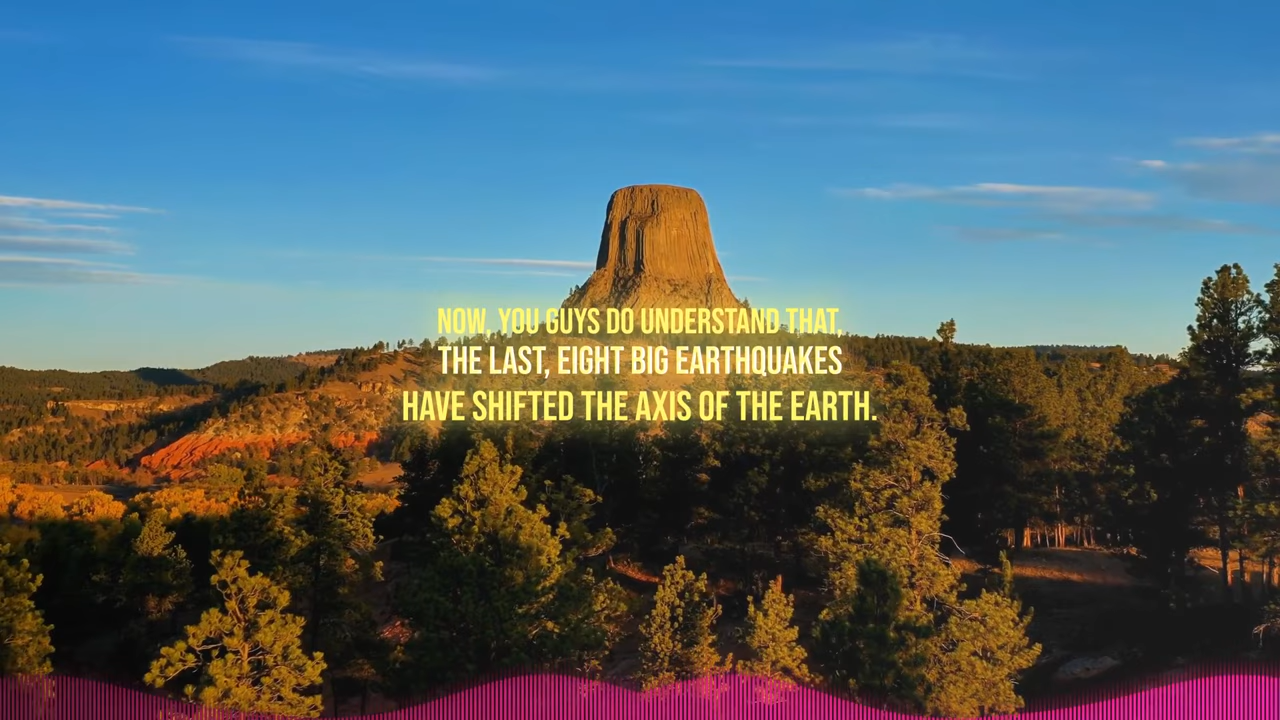 NOW, YOU GUYS DO UNDERSTAND THAT,
THE LAST, EIGHT BIG EARTHQUAKES
HAVE SHIFTED THE AXIS OF THE EARTH.